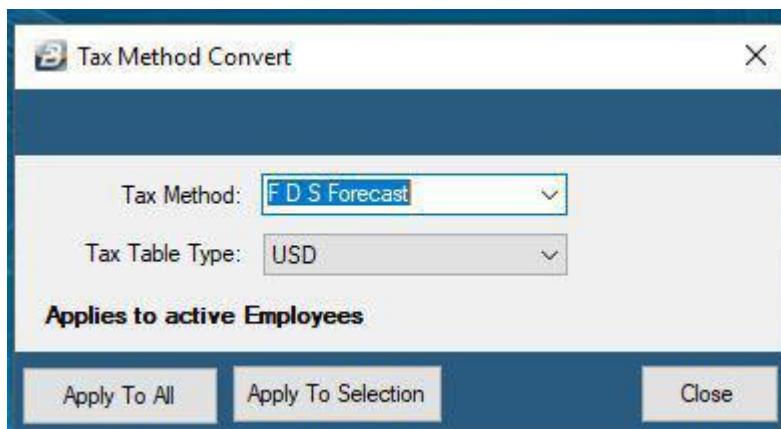 Tax Method Convert
Tax Method: F D S Forecast
Tax Table Type: USD
Applies to active Employees
Apply To All Apply To Selection Close